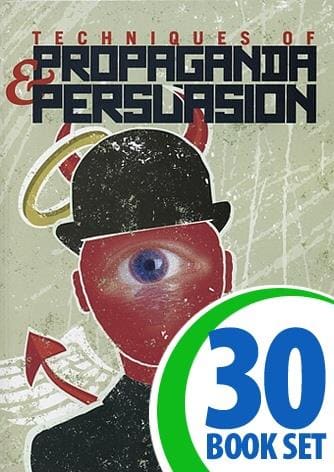 TECHNIQUES OF
PROPAGANDA
& PERSUASION
30
BOOK SET